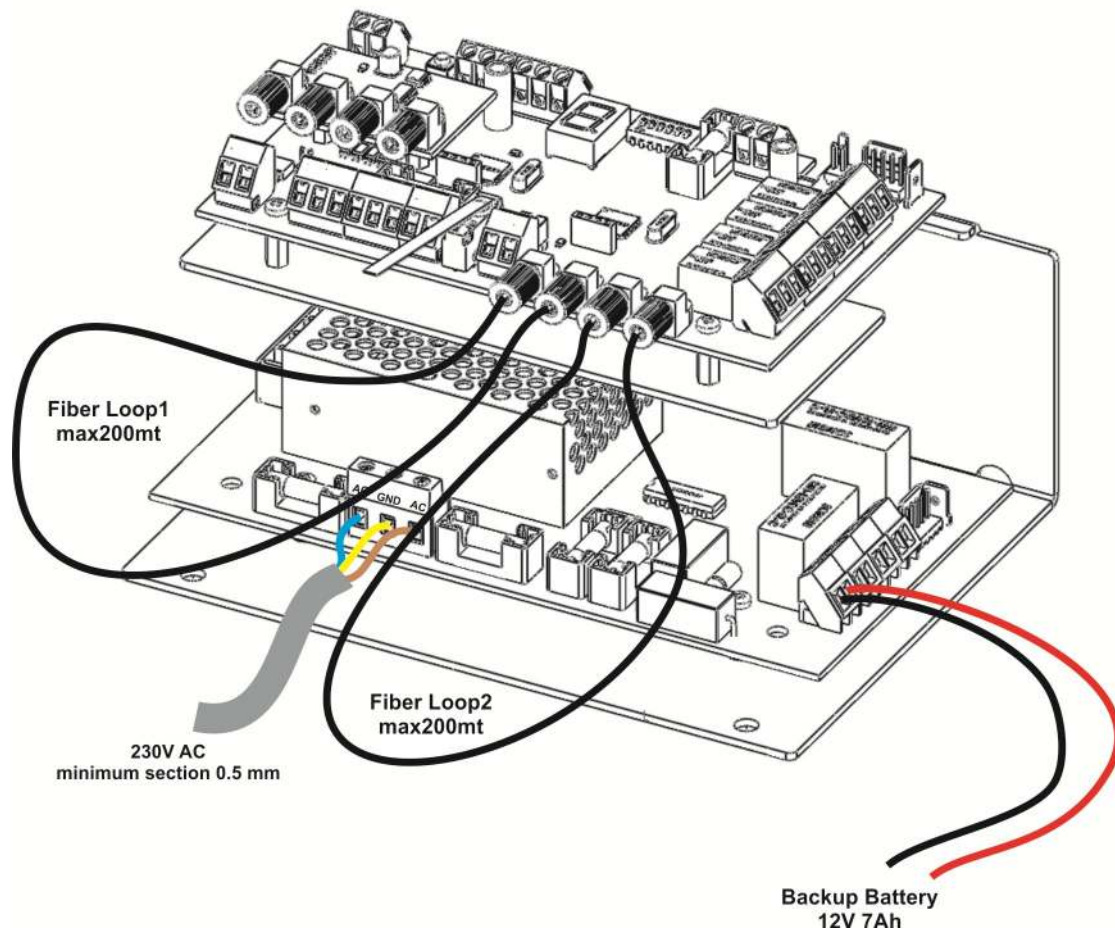 Fiber Loop1
max200mt
AC
GND
AC
Fiber Loop2
max200mt
230V AC
minimum section 0.5 mm
Backup Battery
12V 7Ah